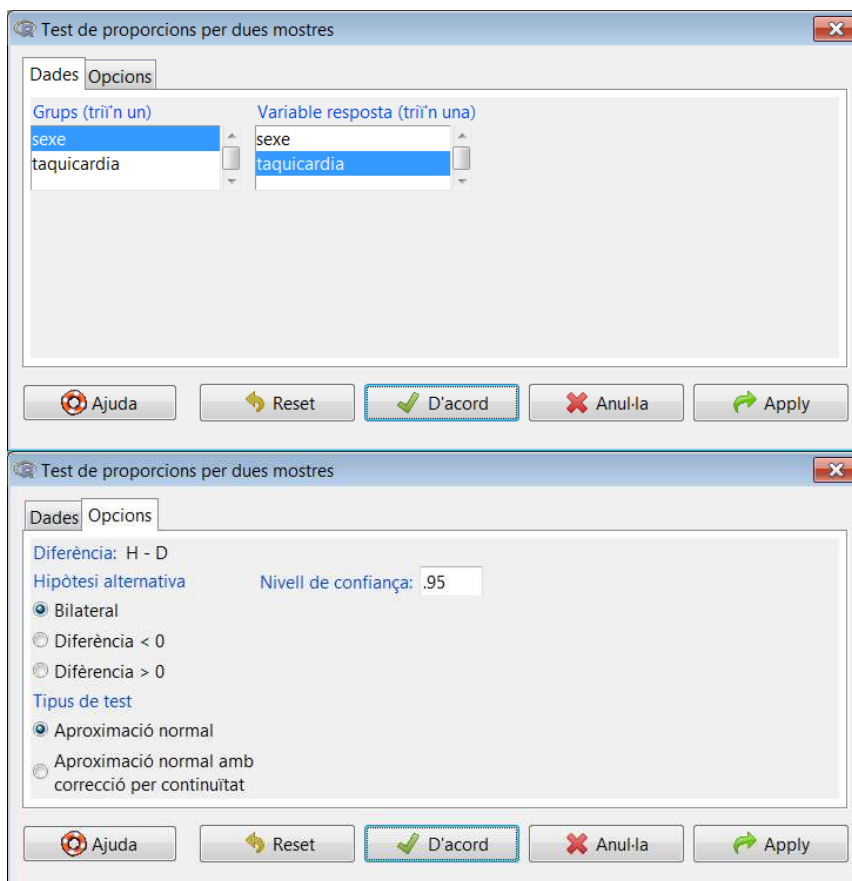 Test de proporcions per dues mostres
Dades Opcions
Grups (triï'n un) Variable resposta (triï'n una)
sexe sexe
taquicardia taquicardia
Ajuda Reset D'acord Anul·la Apply
Test de proporcions per dues mostres
Dades Opcions
Diferència: H - D
Hipòtesi alternativa Nivell de confiança: .95
Bilateral
Diferència < 0
Difèrencia > 0
Tipus de test
Aproximació normal
Aproximació normal amb
correcció per continuïtat
Ajuda Reset D'acord Anul·la Apply